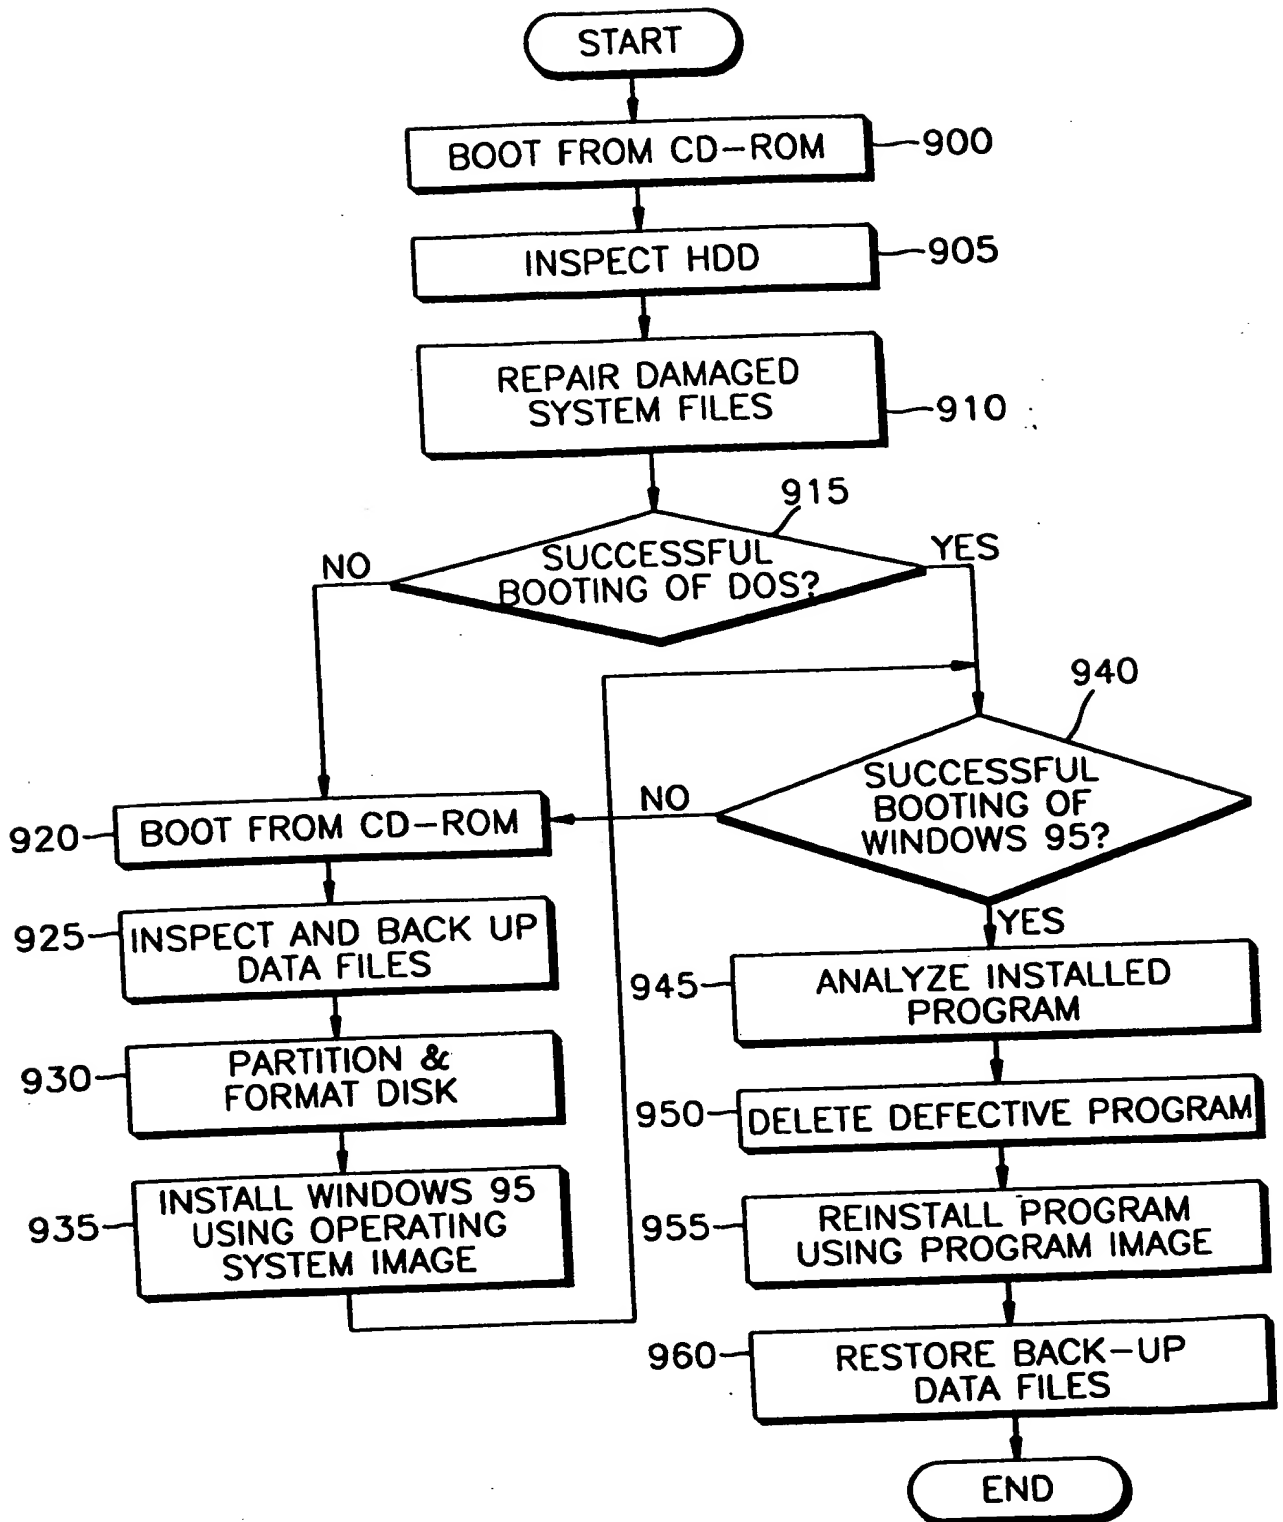 START
BOOT FROM CD-ROM
900
INSPECT HDD
905
REPAIR DAMAGED
SYSTEM FILES
910
915
SUCCESSFUL
BOOTING OF DOS?
NO
YES
940
SUCCESSFUL
BOOTING OF
WINDOWS 95?
NO
YES
920
BOOT FROM CD-ROM
925
INSPECT AND BACK UP
DATA FILES
930
PARTITION &
FORMAT DISK
935
INSTALL WINDOWS 95
USING OPERATING
SYSTEM IMAGE
945
ANALYZE INSTALLED
PROGRAM
950
DELETE DEFECTIVE PROGRAM
955
REINSTALL PROGRAM
USING PROGRAM IMAGE
960
RESTORE BACK-UP
DATA FILES
END